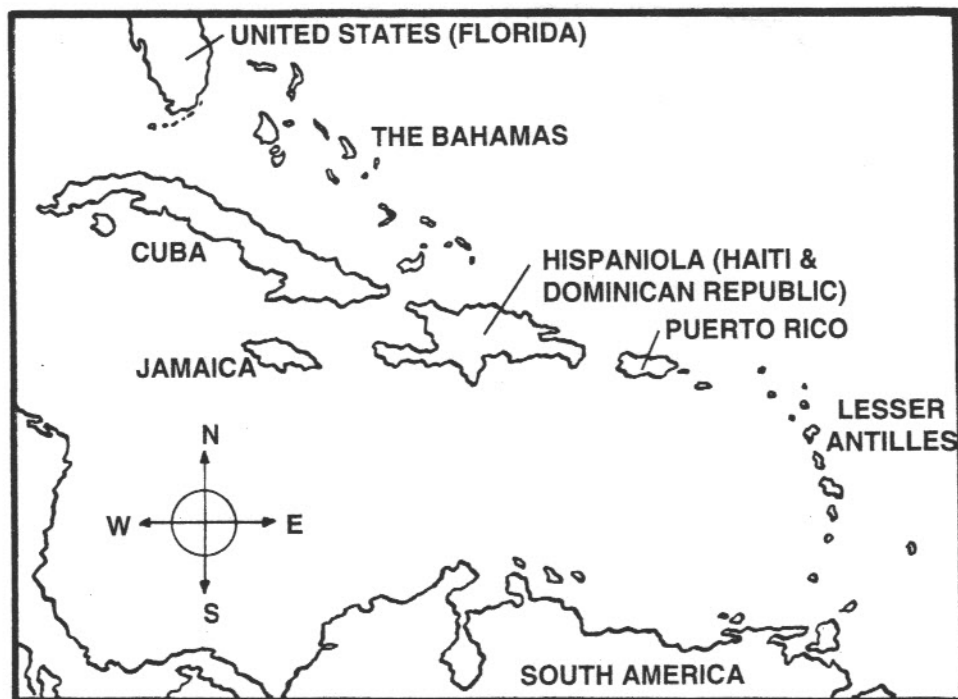 UNITED STATES (FLORIDA)
THE BAHAMAS
CUBA
HISPANIOLA (HAITI &
DOMINICAN REPUBLIC)
PUERTO RICO
JAMAICA
LESSER
ANTILLES
N
W
E
S
SOUTH AMERICA